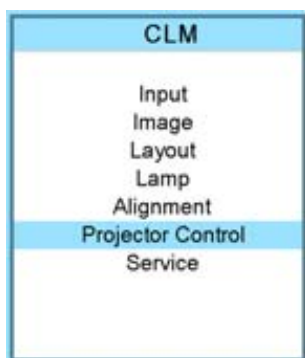 CLM
Input
Image
Layout
Lamp
Alignment
Projector Control
Service